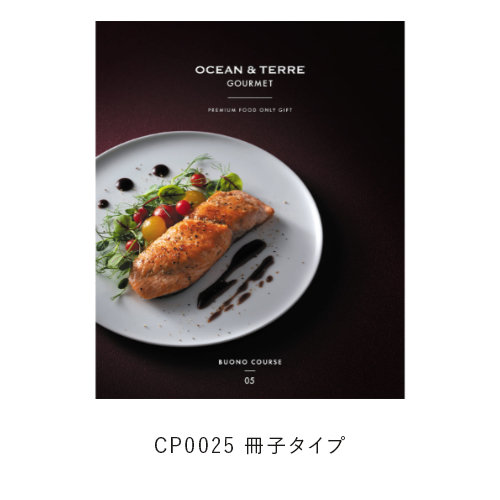 OCEAN & TERRE
GOURMET
PREMIUM FOOD ONLY GIFT
BUONO COURSE
05
CP0025 冊子タイプ